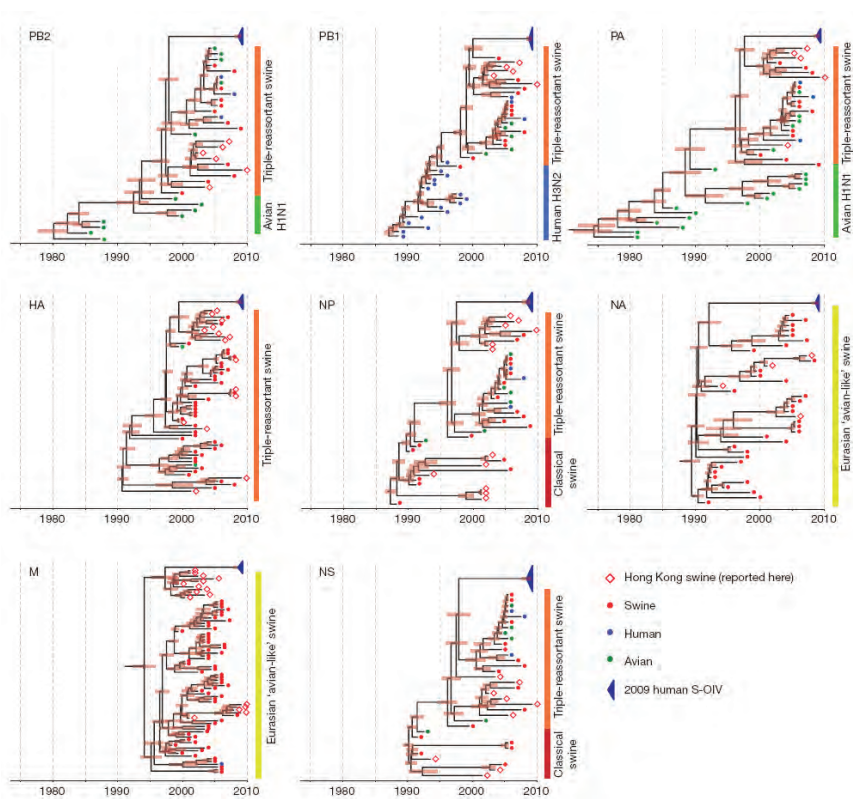 PB2
Triple-reassortant swine
Avian
H1N1
1980 1990 2000 2010
PB1
Triple-reassortant swine
Human H3N2
1980 1990 2000 2010
PA
Triple-reassortant swine
Avian H1N1
1980 1990 2000 2010
HA
Triple-reassortant swine
1980 1990 2000 2010
NP
Triple-reassortant swine
Classical
swine
1980 1990 2000 2010
NA
Eurasian ‘avian-like’ swine
1980 1990 2000 2010
M
Eurasian ‘avian-like’ swine
1980 1990 2000 2010
NS
Triple-reassortant swine
Classical
swine
1980 1990 2000 2010
Hong Kong swine (reported here)
Swine
Human
Avian
2009 human S-OIV